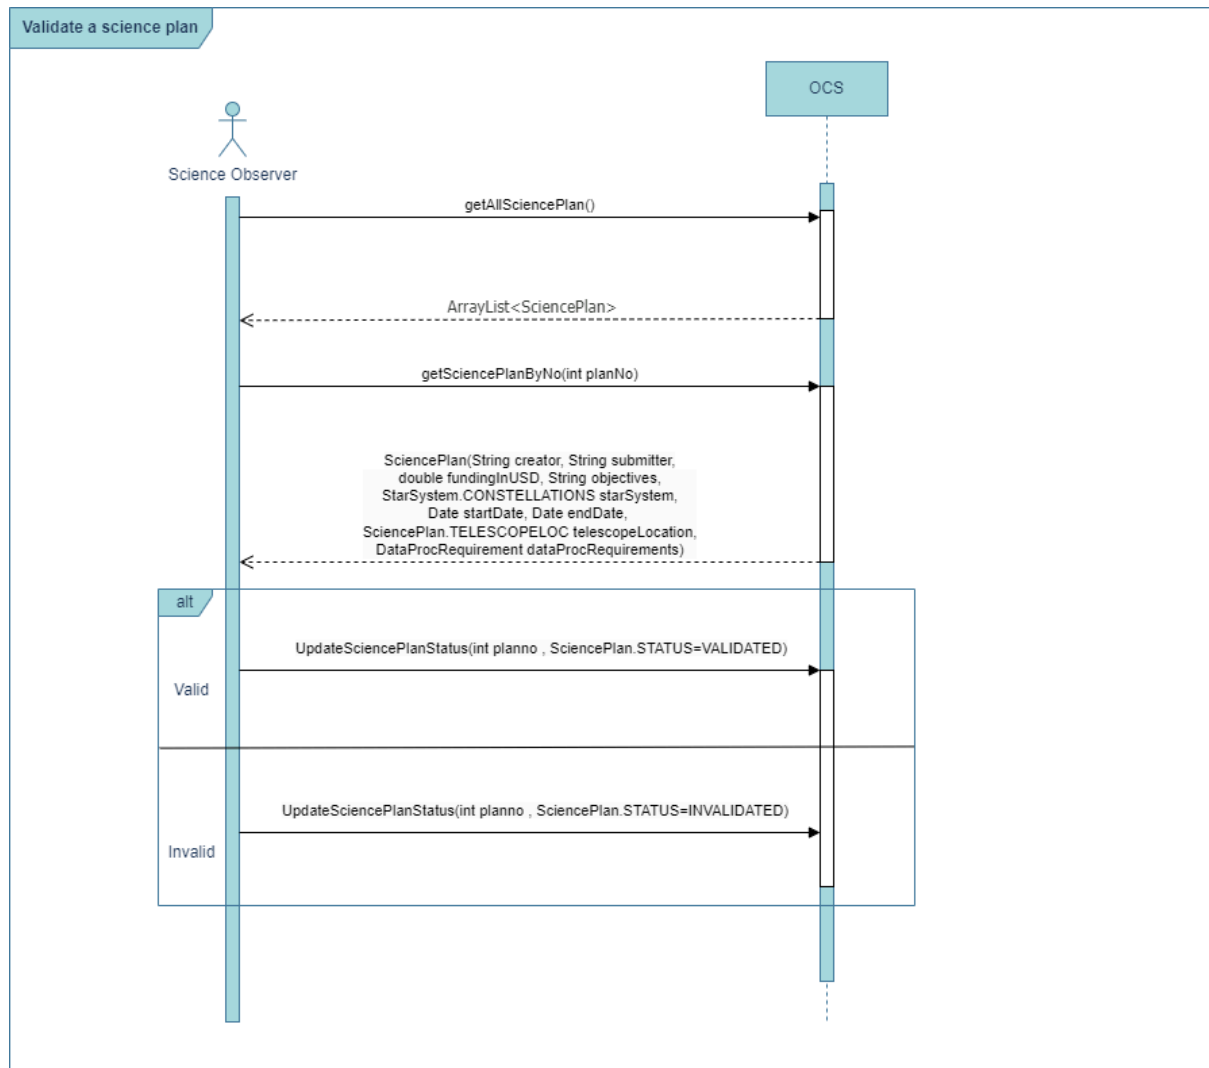 Validate a science plan
OCS
Science Observer
getAllSciencePlan()
ArrayList<SciencePlan>
getSciencePlanByNo(int planNo)
SciencePlan(String creator, String submitter,
double fundingInUSD, String objectives,
StarSystem.CONSTELLATIONS starSystem,
Date startDate, Date endDate,
SciencePlan.TELESCOPELOC telescopeLocation,
DataProcRequirement dataProcRequirements)
alt
UpdateSciencePlanStatus(int planno , SciencePlan.STATUS=VALIDATED)
Valid
UpdateSciencePlanStatus(int planno , SciencePlan.STATUS=INVALIDATED)
Invalid